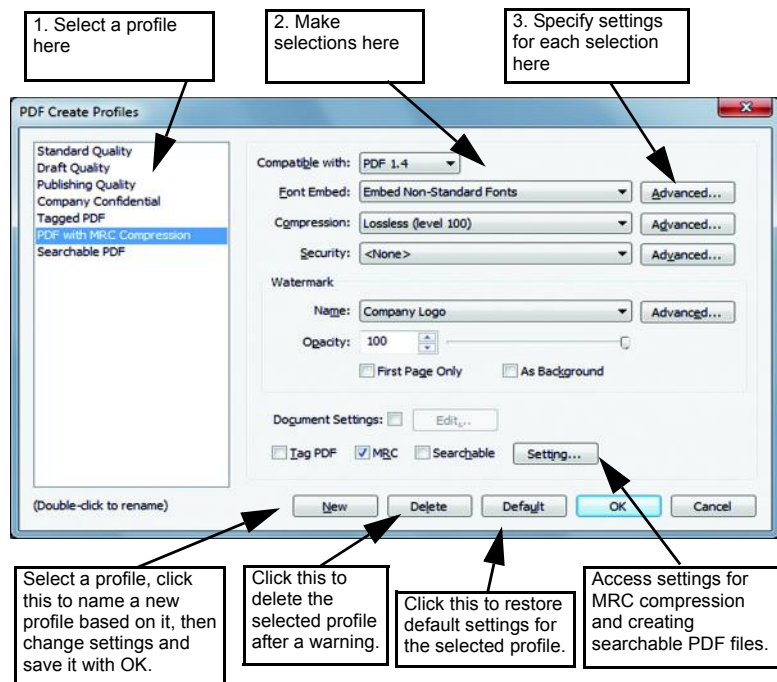 1. Select a profile
here
2. Make
selections here
3. Specify settings
for each selection
here
PDF Create Profiles
Standard Quality
Draft Quality
Publishing Quality
Company Confidential
Tagged PDF
PDF with MRC Compression
Searchable PDF
(Double-click to rename)
Compatible with: PDF 1.4
Font Embed: Embed Non-Standard Fonts Advanced...
Compression: Lossless (level 100) Advanced...
Security: <None> Advanced...
Watermark
Name: Company Logo Advanced...
Opacity: 100
First Page Only As Background
Document Settings: Edit...
Tag PDF MRC Searchable Setting...
New Delete Default OK Cancel
Select a profile, click
this to name a new
profile based on it, then
change settings and
save it with OK.
Click this to
delete the
selected profile
after a warning.
Click this to restore
default settings for
the selected profile.
Access settings for
MRC compression
and creating
searchable PDF files.